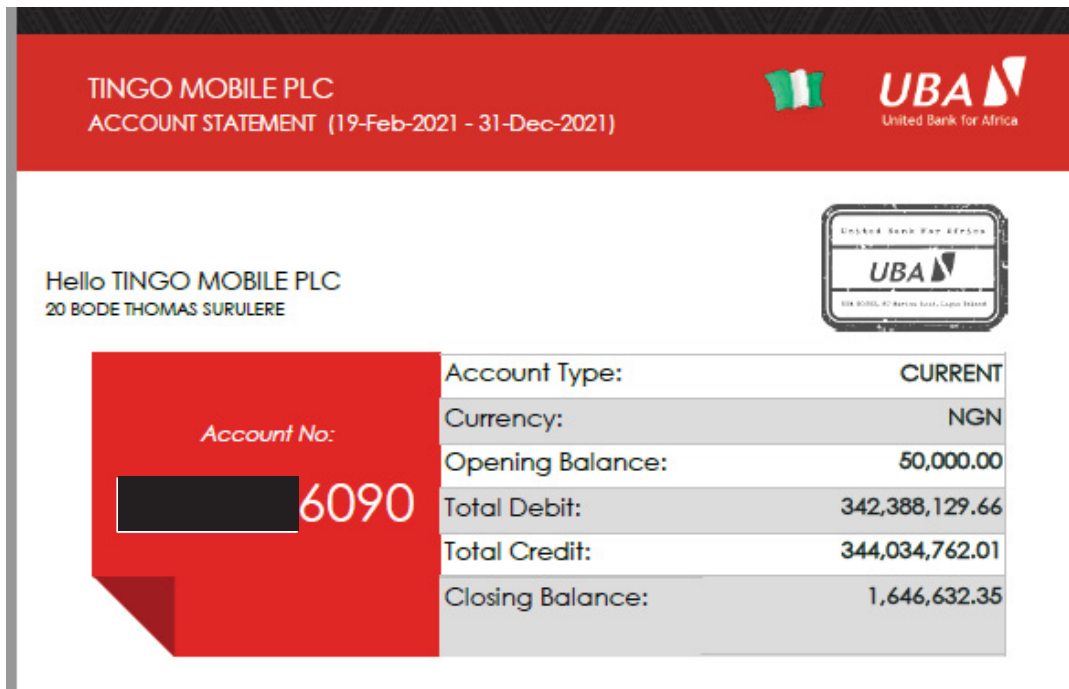 TINGO MOBILE PLC
ACCOUNT STATEMENT (19-Feb-2021 - 31-Dec-2021)
UBA
United Bank for Africa
United Bank For Africa
UBA
Hello TINGO MOBILE PLC
20 BODE THOMAS SURULERE
Account No:
6090
Account Type: CURRENT
Currency: NGN
Opening Balance: 50,000.00
Total Debit: 342,388,129.66
Total Credit: 344,034,762.01
Closing Balance: 1,646,632.35